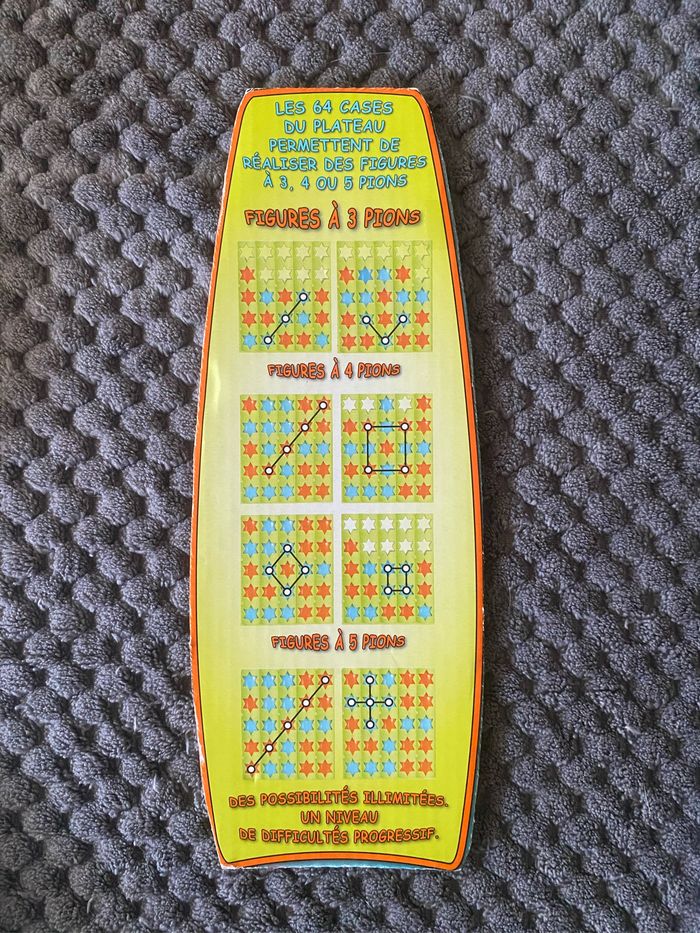 LES 64 CASES
DU PLATEAU
PERMETTENT DE
RÉALISER DES FIGURES
À 3, 4 OU 5 PIONS
FIGURES À 3 PIONS
FIGURES À 4 PIONS
FIGURES À 5 PIONS
DES POSSIBILITÉS ILLIMITÉES.
UN NIVEAU
DE DIFFICULTÉS PROGRESSIF.